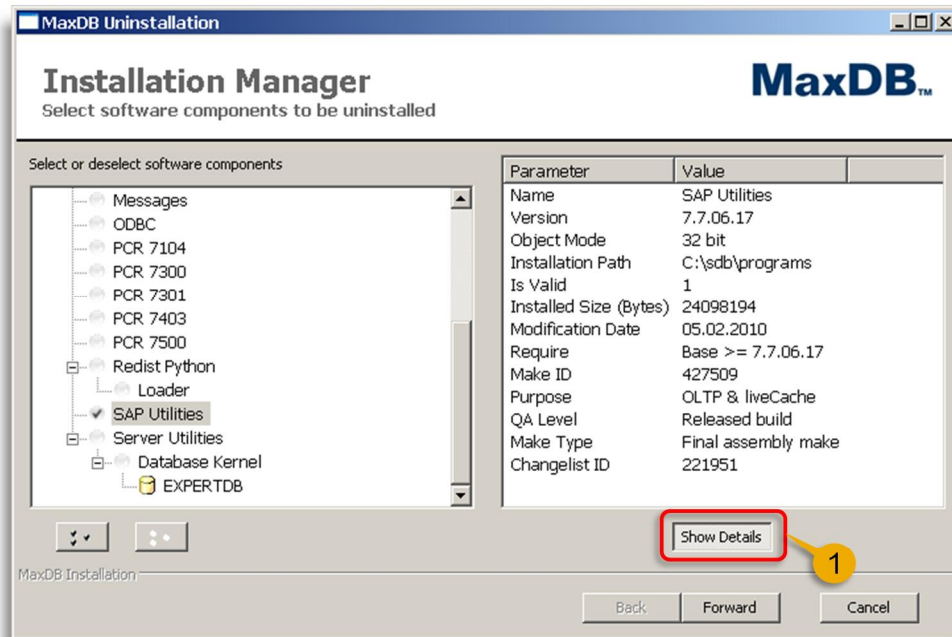 MaxDB Uninstallation
Installation Manager
Select software components to be uninstalled
MaxDB™
Select or deselect software components
Messages
ODBC
PCR 7104
PCR 7300
PCR 7301
PCR 7403
PCR 7500
Redist Python
Loader
SAP Utilities
Server Utilities
Database Kernel
EXPERTDB
Parameter Value
Name SAP Utilities
Version 7.7.06.17
Object Mode 32 bit
Installation Path C:\sdb\programs
Is Valid 1
Installed Size (Bytes) 24098194
Modification Date 05.02.2010
Require Base >= 7.7.06.17
Make ID 427509
Purpose OLTP & liveCache
QA Level Released build
Make Type Final assembly make
Changelist ID 221951
Show Details
1
MaxDB Installation
Back Forward Cancel